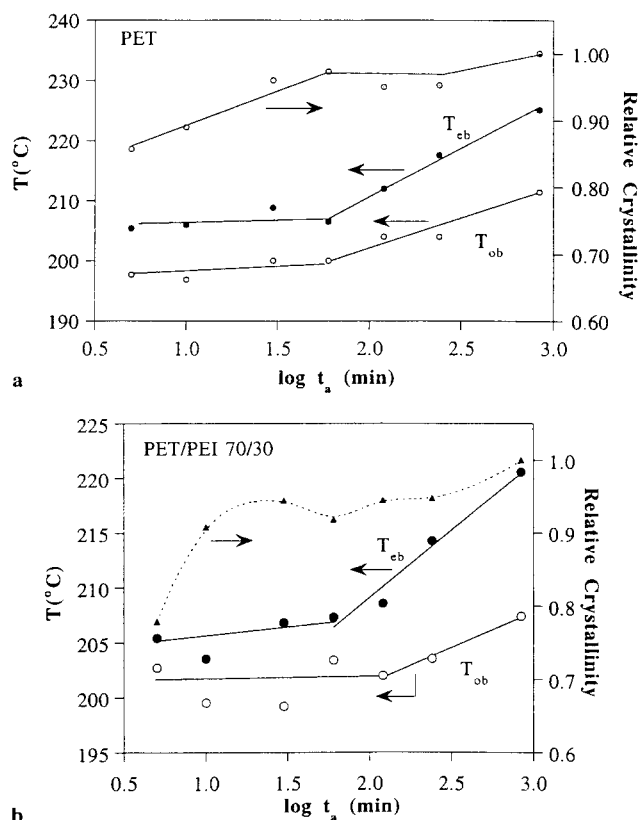 PET
240
230
220
210
200
190
T(°C)
1.00
0.90
0.80
0.70
0.60
Relative Crystallinity
T_eb
T_ob
0.5 1.0 1.5 2.0 2.5 3.0
log t_a (min)
a
PET/PEI 70/30
225
220
215
210
205
200
195
T(°C)
1.0
0.9
0.8
0.7
0.6
Relative Crystallinity
T_eb
T_ob
0.5 1.0 1.5 2.0 2.5 3.0
log t_a (min)
b